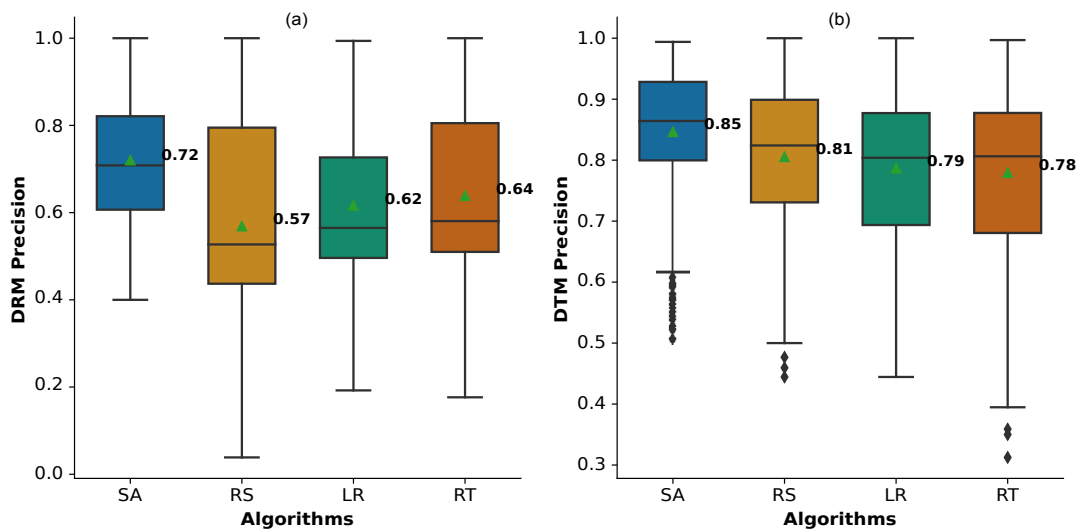 (a)
DRM Precision
1.0
0.8
0.6
0.4
0.2
0.0
0.72
0.57
0.62
0.64
SA RS LR RT
Algorithms
(b)
DTM Precision
1.0
0.9
0.8
0.7
0.6
0.5
0.4
0.3
0.85
0.81
0.79
0.78
SA RS LR RT
Algorithms